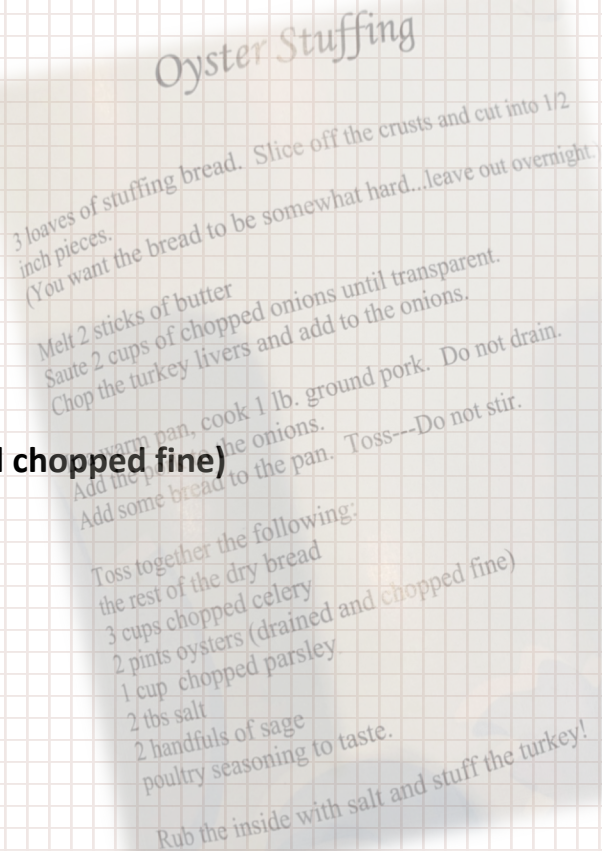 Oyster Stuffing
3 loaves of stuffing bread. Slice off the crusts and cut into 1/2
inch pieces.
(You want the bread to be somewhat hard...leave out overnight.
Melt 2 sticks of butter
Saute 2 cups of chopped onions until transparent.
Chop the turkey livers and add to the onions.
warm pan, cook 1 lb. ground pork. Do not drain.
chopped fine)
Add the to the onions.
Add some bread to the pan. Toss---Do not stir.
Toss together the following:
the rest of the dry bread
3 cups chopped celery
2 pints oysters (drained and chopped fine)
1 cup chopped parsley
2 tbs salt
2 handfuls of sage
poultry seasoning to taste.
Rub the inside with salt and stuff the turkey!